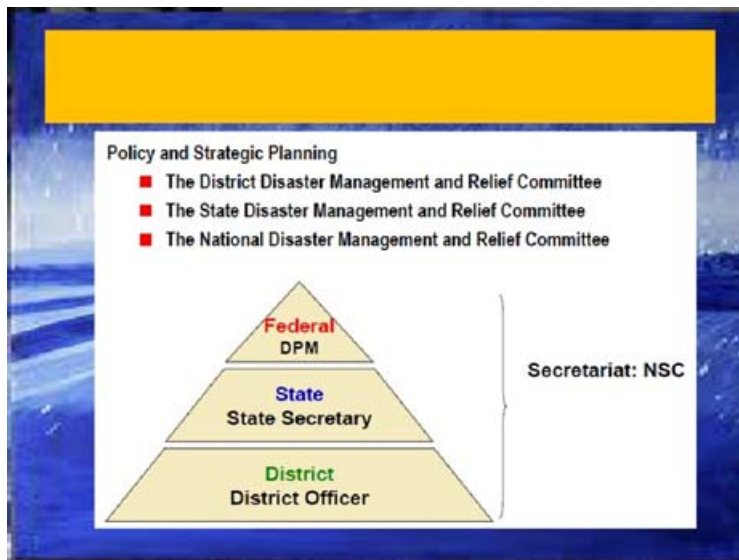 Policy and Strategic Planning
The District Disaster Management and Relief Committee
The State Disaster Management and Relief Committee
The National Disaster Management and Relief Committee
Federal
DPM
Secretariat: NSC
State
State Secretary
District
District Officer